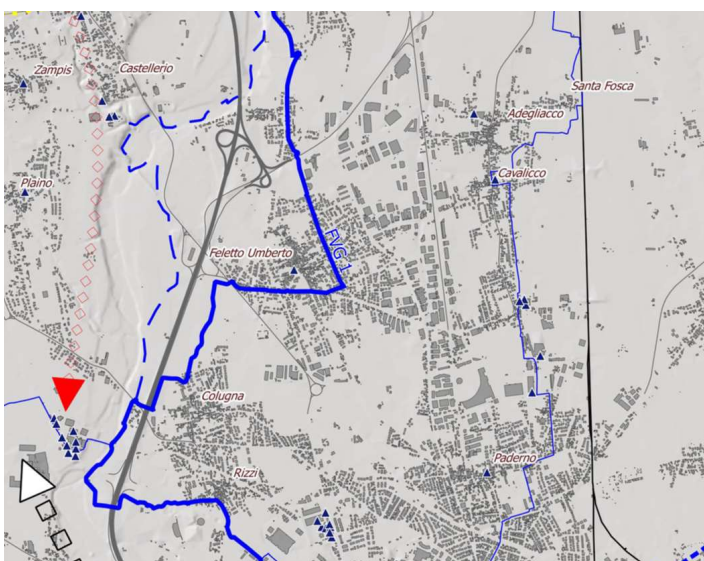 Zampis
Castellerio
Santa Fosca
Adegliacco
Plaino
Cavalicco
FVG-1
Feletto Umberto
Colugna
Rizzi
Paderno